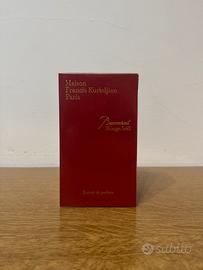 Maison
Francis Kurkdjian
Paris
Baccarat
Rouge 540
Extrait de parfum
subito